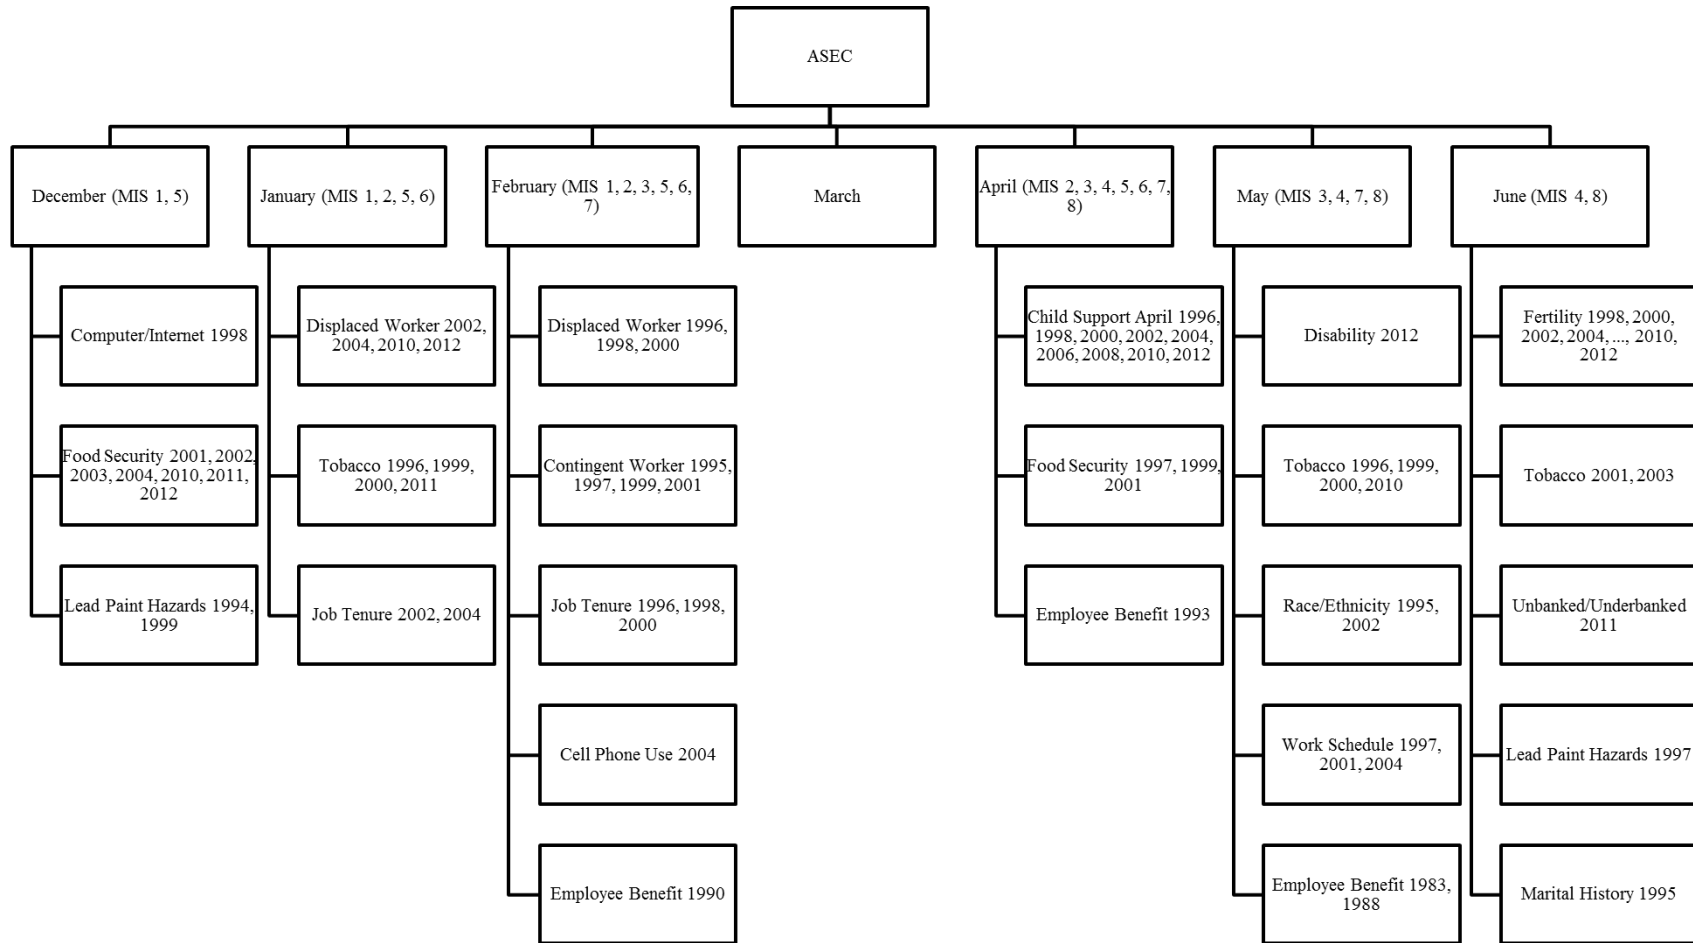 ASEC
December (MIS 1, 5)
January (MIS 1, 2, 5, 6)
February (MIS 1, 2, 3, 5, 6,
7)
March
April (MIS 2, 3, 4, 5, 6, 7,
8)
May (MIS 3, 4, 7, 8)
June (MIS 4, 8)
Computer/Internet 1998
Food Security 2001, 2002,
2003, 2004, 2010, 2011,
2012
Lead Paint Hazards 1994,
1999
Displaced Worker 2002,
2004, 2010, 2012
Tobacco 1996, 1999,
2000, 2011
Job Tenure 2002, 2004
Displaced Worker 1996,
1998, 2000
Contingent Worker 1995,
1997, 1999, 2001
Job Tenure 1996, 1998,
2000
Cell Phone Use 2004
Employee Benefit 1990
Child Support April 1996,
1998, 2000, 2002, 2004,
2006, 2008, 2010, 2012
Food Security 1997, 1999,
2001
Employee Benefit 1993
Disability 2012
Tobacco 1996, 1999,
2000, 2010
Race/Ethnicity 1995,
2002
Work Schedule 1997,
2001, 2004
Employee Benefit 1983,
1988
Fertility 1998, 2000,
2002, 2004, ..., 2010,
2012
Tobacco 2001, 2003
Unbanked/Underbanked
2011
Lead Paint Hazards 1997
Marital History 1995